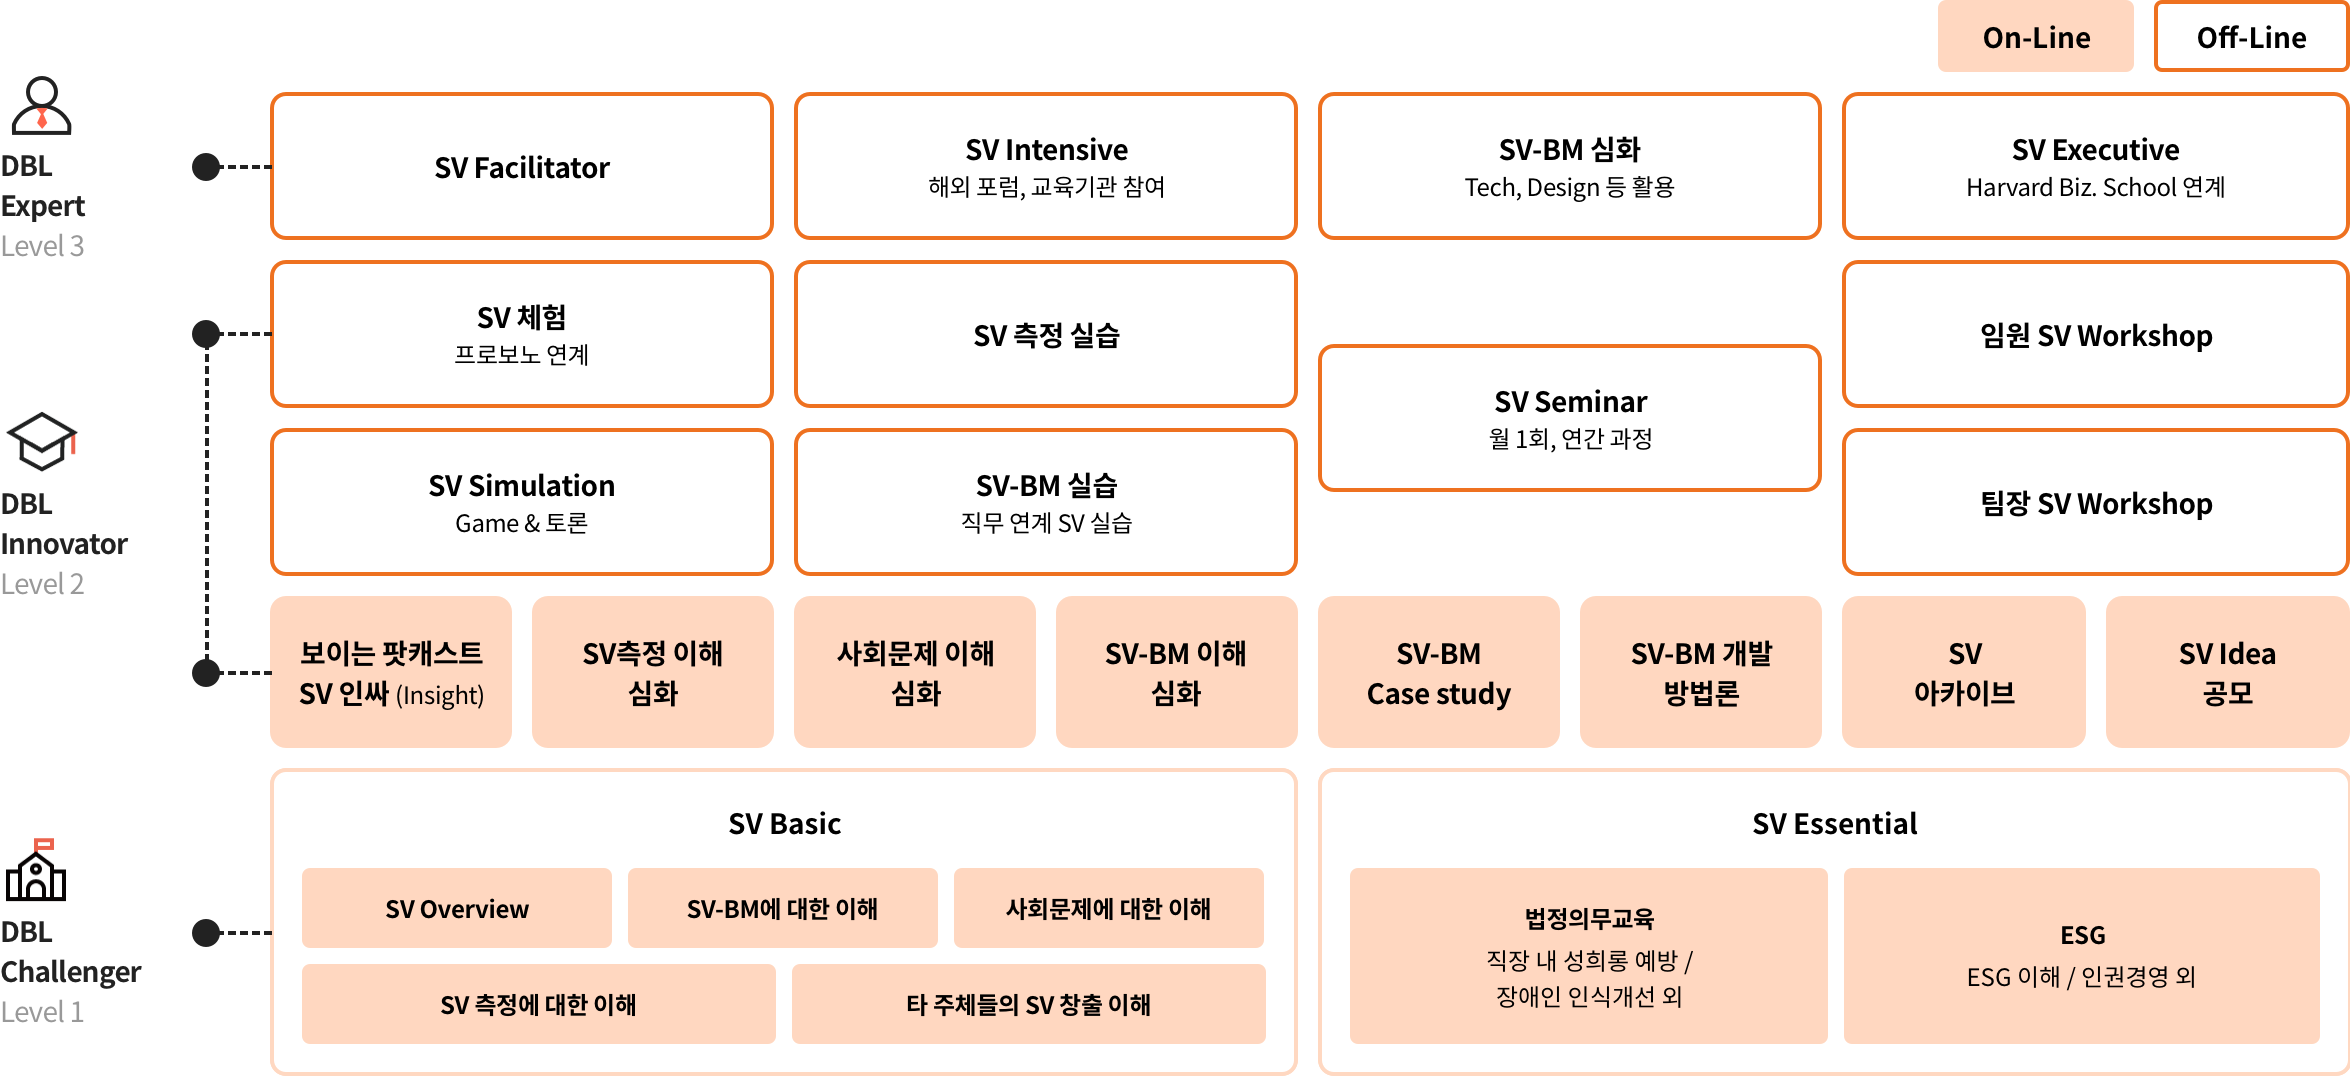 On-Line
Off-Line
DBL
Expert
Level 3
SV Facilitator
SV Intensive
해외 포럼, 교육기관 참여
SV-BM 심화
Tech, Design 등 활용
SV Executive
Harvard Biz. School 연계
DBL
Innovator
Level 2
SV 체험
프로보노 연계
SV 측정 실습
SV Seminar
월 1회, 연간 과정
임원 SV Workshop
SV Simulation
Game & 토론
SV-BM 실습
직무 연계 SV 실습
팀장 SV Workshop
보이는 팟캐스트
SV 인싸 (Insight)
SV측정 이해
심화
사회문제 이해
심화
SV-BM 이해
심화
SV-BM
Case study
SV-BM 개발
방법론
SV
아카이브
SV Idea
공모
DBL
Challenger
Level 1
SV Basic
SV Overview
SV-BM에 대한 이해
사회문제에 대한 이해
SV 측정에 대한 이해
타 주체들의 SV 창출 이해
SV Essential
법정의무교육
직장 내 성희롱 예방 /
장애인 인식개선 외
ESG
ESG 이해 / 인권경영 외